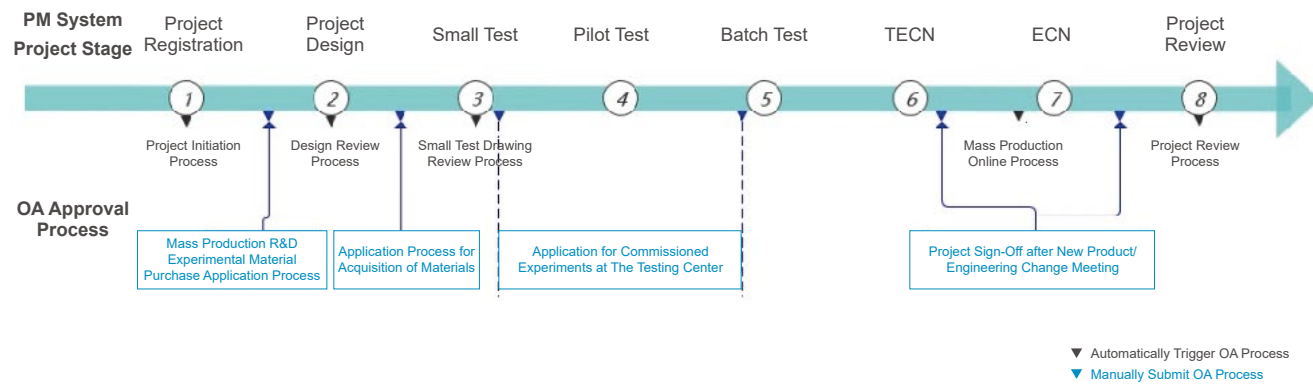 PM System
Project Stage
Project
Registration
Project
Design
Small Test
Pilot Test
Batch Test
TECN
ECN
Project
Review
1
2
3
4
5
6
7
8
Project Initiation
Process
Design Review
Process
Small Test Drawing
Review Process
Mass Production
Online Process
Project Review
Process
OA Approval
Process
Mass Production R&D
Experimental Material
Purchase Application Process
Application Process for
Acquisition of Materials
Application for Commissioned
Experiments at The Testing Center
Project Sign-Off after New Product/
Engineering Change Meeting
Automatically Trigger OA Process
Manually Submit OA Process